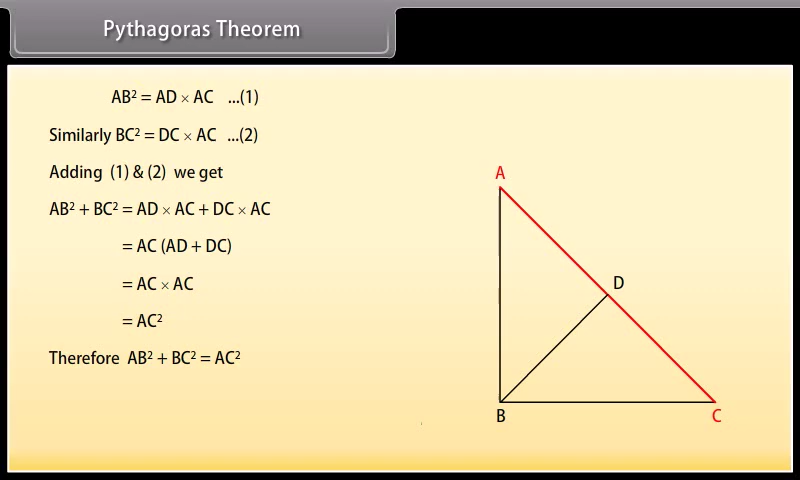 Pythagoras Theorem
AB² = AD × AC ...(1)
Similarly BC² = DC × AC ...(2)
Adding (1) & (2) we get
AB² + BC² = AD × AC + DC × AC
= AC (AD + DC)
= AC × AC
= AC²
Therefore AB² + BC² = AC²
A
D
B
C